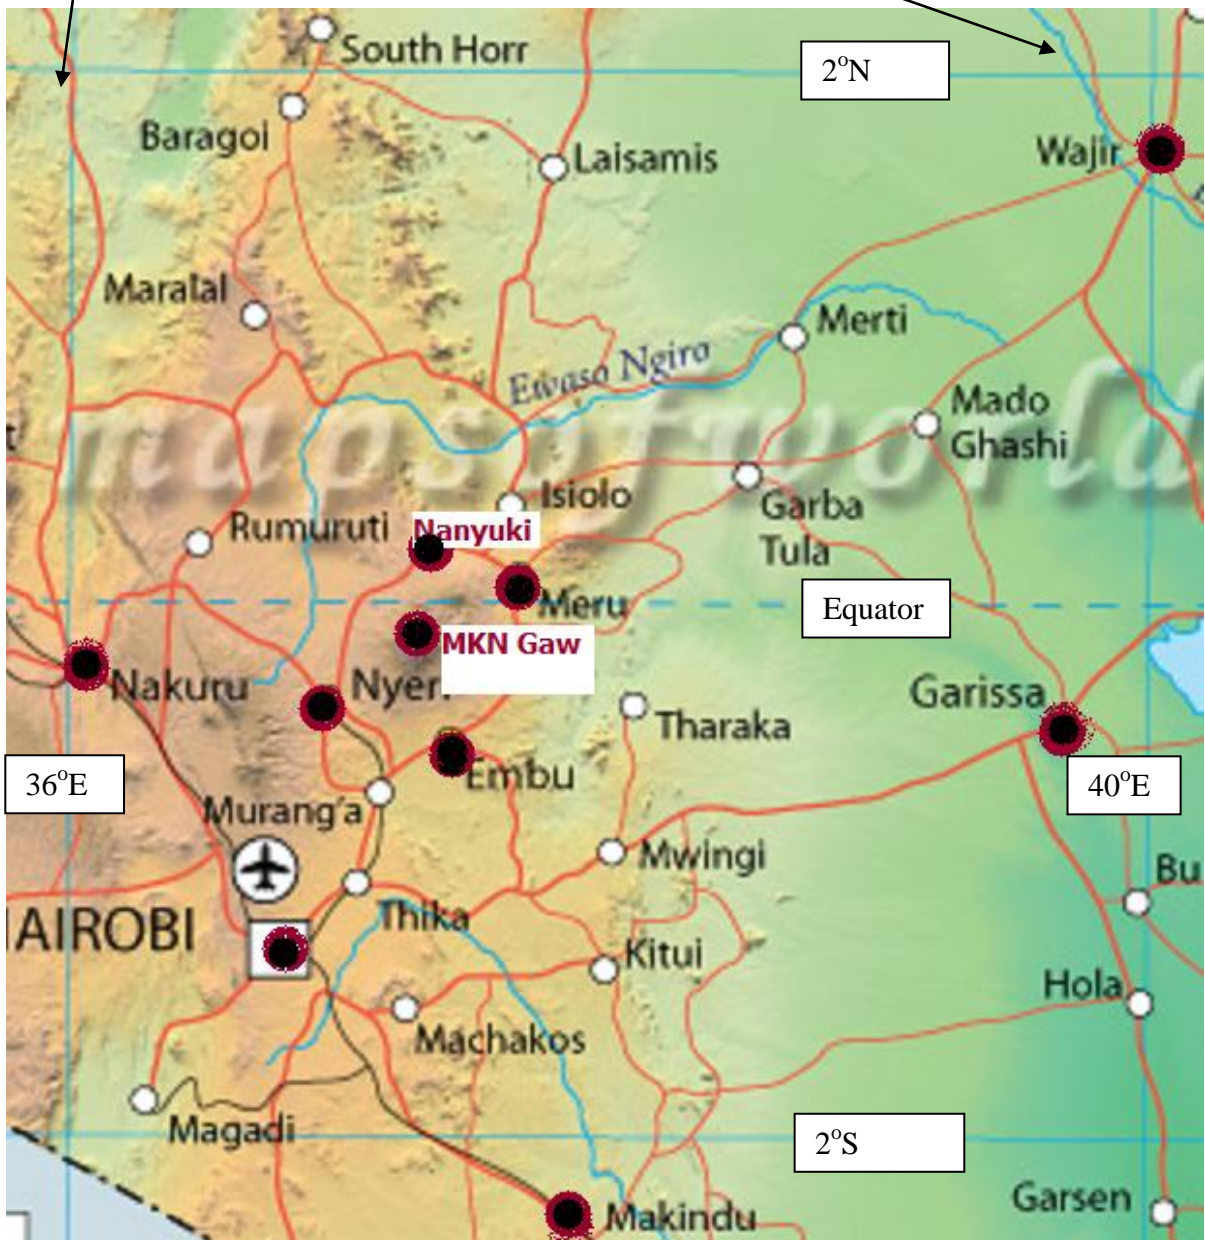 South Horr
2°N
Baragoi
Laisamis
Wajir
Maralal
Merti
Ewaso Ngiro
Mado
Ghashi
mapsofworld
Isiolo
Garba
Tula
Rumuruti
Nanyuki
Meru
Equator
MKN Gaw
Nakuru
Nyeri
Garissa
Tharaka
36°E
Embu
40°E
Murang'a
Mwingi
Bu
AIROBI
Thika
Kitui
Hola
Machakos
Magadi
2°S
Makindu
Garsen